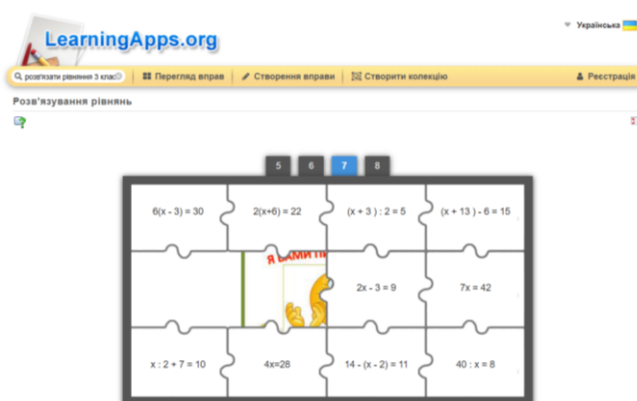 Українська
LearningApps.org
розв'язати рівняння 3 клас
Перегляд вправ
Створення вправи
Створити колекцію
Реєстрація
Розв'язування рівнянь
5 6 7 8
6(x - 3) = 30
2(x+6) = 22
(x + 3 ) : 2 = 5
(x + 13 ) - 6 = 15
Я
2x - 3 = 9
7x = 42
x : 2 + 7 = 10
4x=28
14 - (x - 2) = 11
40 : x = 8